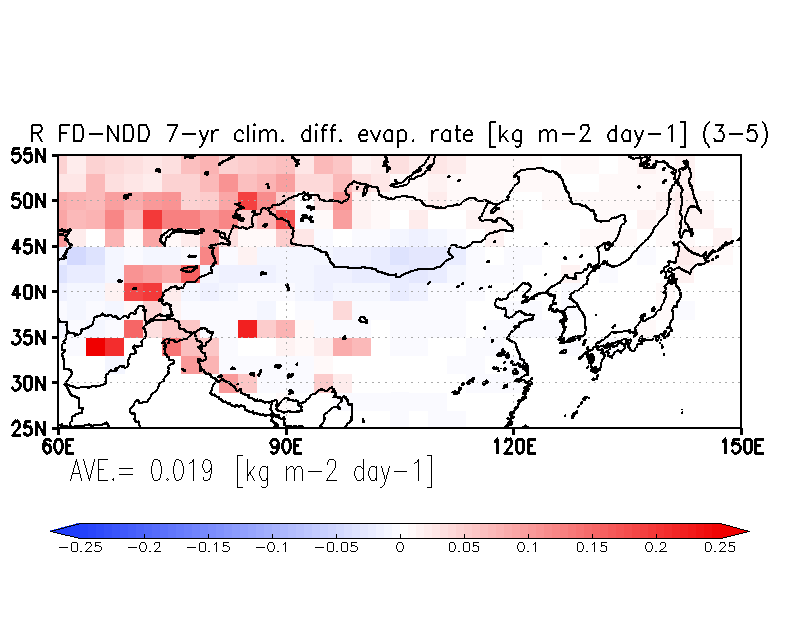 R FD-NDD 7-yr clim. diff. evap. rate [kg m-2 day-1] (3-5)
55N
50N
45N
40N
35N
30N
25N
60E 90E 120E 150E
AVE.= 0.019 [kg m-2 day-1]
-0.25 -0.2 -0.15 -0.1 -0.05 0 0.05 0.1 0.15 0.2 0.25